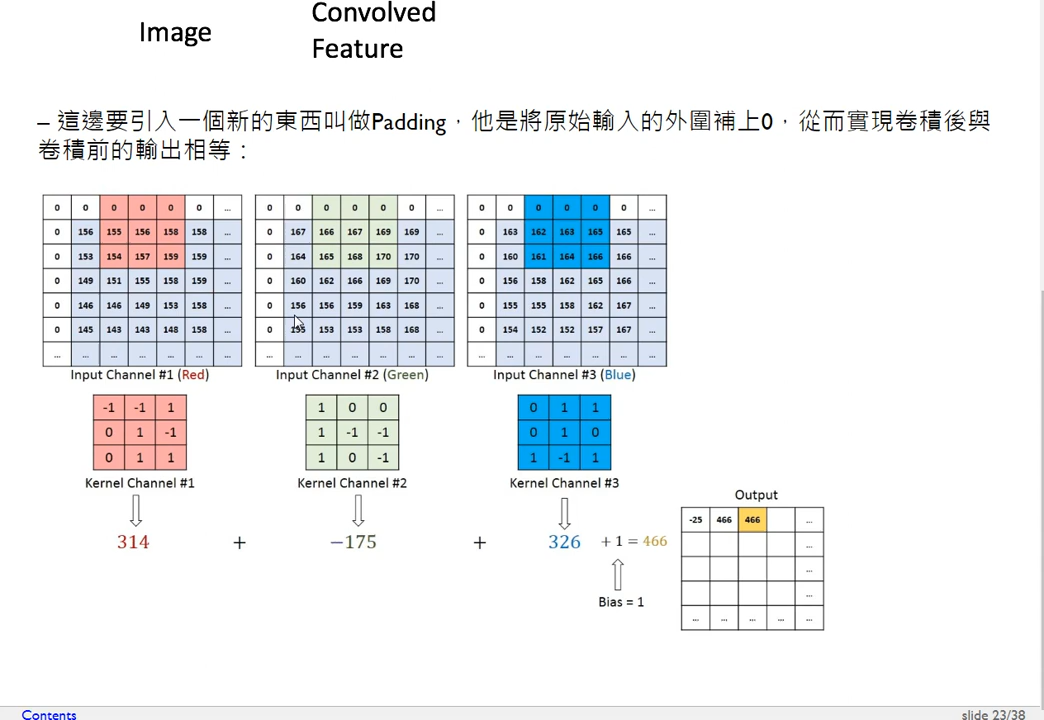 Image
Convolved
Feature
– 這邊要引入一個新的東西叫做Padding，他是將原始輸入的外圍補上0，從而實現卷積後與
卷積前的輸出相等：
0 0 0 0 0 0 ...
0 156 155 156 158 158 ...
0 153 154 157 159 159 ...
0 149 151 155 158 159 ...
0 146 146 149 153 158 ...
0 145 143 143 148 158 ...
... ... ... ... ... ... ...
Input Channel #1 (Red)
0 0 0 0 0 0 ...
0 167 166 167 169 169 ...
0 164 165 168 170 170 ...
0 160 162 166 169 170 ...
0 156 156 159 163 168 ...
0 155 153 153 158 168 ...
... ... ... ... ... ... ...
Input Channel #2 (Green)
0 0 0 0 0 0 ...
0 163 162 163 165 165 ...
0 160 161 164 166 166 ...
0 156 158 162 165 166 ...
0 155 155 158 162 167 ...
0 154 152 152 157 167 ...
... ... ... ... ... ... ...
Input Channel #3 (Blue)
-1 -1 1
0 1 -1
0 1 1
Kernel Channel #1
1 0 0
1 -1 -1
1 0 -1
Kernel Channel #2
0 1 1
0 1 0
1 -1 1
Kernel Channel #3
314 + −175 + 326 + 1 = 466
Bias = 1
Output
-25 466 466 ...
...
...
...
... ... ... ... ...
Contents
slide 23/38